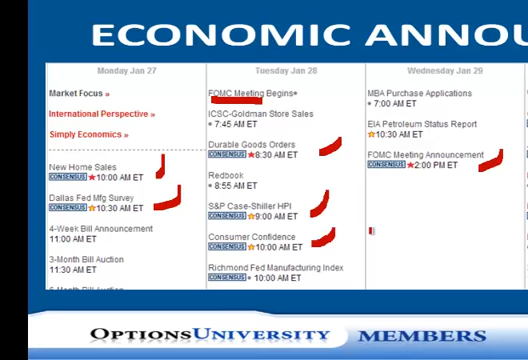 ECONOMIC ANNOU
Monday Jan 27
Market Focus »
International Perspective »
Simply Economics »
New Home Sales
CONSENSUS 10:00 AM ET
Dallas Fed Mfg Survey
CONSENSUS 10:30 AM ET
4-Week Bill Announcement
11:00 AM ET
3-Month Bill Auction
11:30 AM ET
6-Month Bill Auction
Tuesday Jan 28
FOMC Meeting Begins
ICSC-Goldman Store Sales
7:45 AM ET
Durable Goods Orders
CONSENSUS 8:30 AM ET
Redbook
8:55 AM ET
S&P Case-Shiller HPI
CONSENSUS 9:00 AM ET
Consumer Confidence
CONSENSUS 10:00 AM ET
Richmond Fed Manufacturing Index
CONSENSUS 10:00 AM ET
Wednesday Jan 29
MBA Purchase Applications
7:00 AM ET
EIA Petroleum Status Report
10:30 AM ET
FOMC Meeting Announcement
CONSENSUS 2:00 PM ET
OPTIONSUNIVERSITY MEMBERS